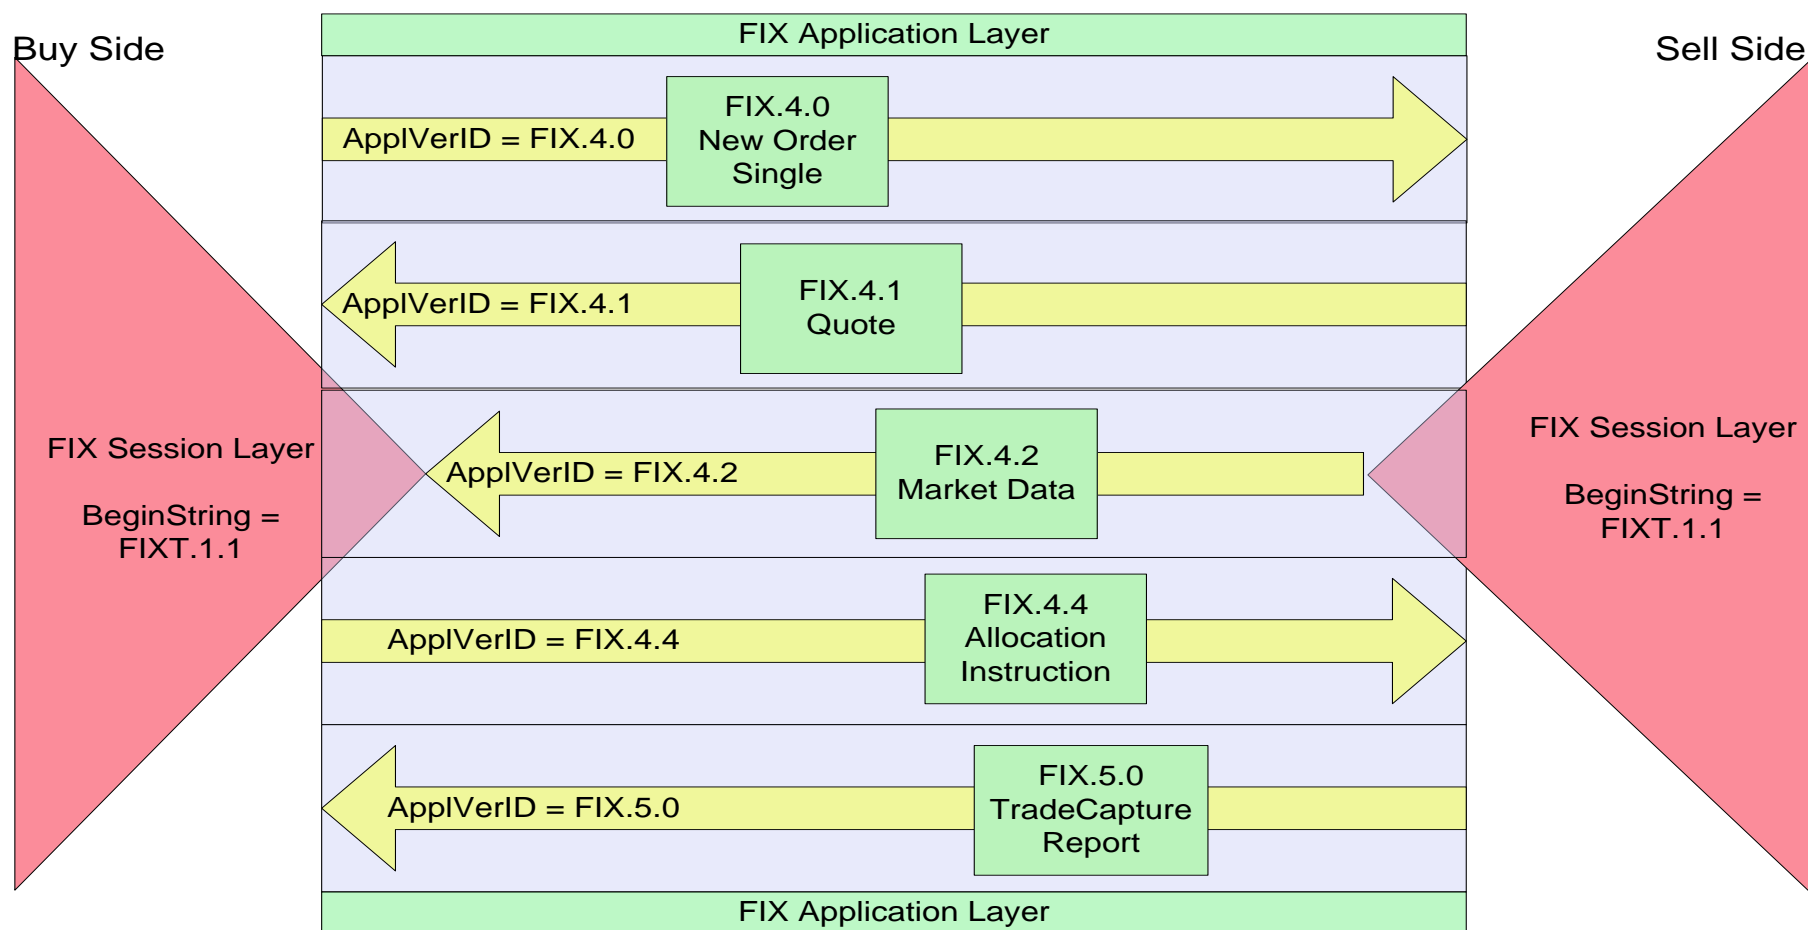 FIX Application Layer
Buy Side
Sell Side
ApplVerID = FIX.4.0
FIX.4.0
New Order
Single
ApplVerID = FIX.4.1
FIX.4.1
Quote
FIX Session Layer
BeginString =
FIXT.1.1
ApplVerID = FIX.4.2
FIX.4.2
Market Data
FIX Session Layer
BeginString =
FIXT.1.1
ApplVerID = FIX.4.4
FIX.4.4
Allocation
Instruction
ApplVerID = FIX.5.0
FIX.5.0
TradeCapture
Report
FIX Application Layer